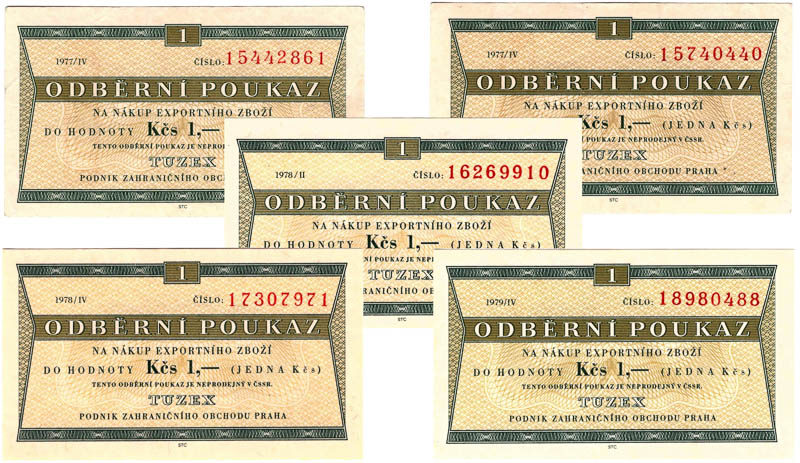 1
1977/IV ČÍSLO: 15442861
ODBĚRNÍ POUKAZ
NA NÁKUP EXPORTNÍHO ZBOŽÍ
DO HODNOTY Kčs 1,—
TENTO ODBĚRNÍ POUKAZ JE NEPRODEJNÝ V ČSSR.
TUZEX
PODNIK ZAHRANIČNÍHO
STC
1
1977/IV ČÍSLO: 15740440
ODBĚRNÍ POUKAZ
NA NÁKUP EXPORTNÍHO ZBOŽÍ
Kčs 1,— (JEDNA Kčs)
TENTO ODBĚRNÍ POUKAZ JE NEPRODEJNÝ V ČSSR.
TUZEX
PODNIK ZAHRANIČNÍHO OBCHODU PRAHA
STC
1
1978/II ČÍSLO: 16269910
ODBĚRNÍ POUKAZ
NA NÁKUP EXPORTNÍHO ZBOŽÍ
DO HODNOTY Kčs 1,— (JEDNA Kčs)
POUKAZ JE
TUZEX
STC
1
1978/IV ČÍSLO: 17307971
ODBĚRNÍ POUKAZ
NA NÁKUP EXPORTNÍHO ZBOŽÍ
DO HODNOTY Kčs 1,— (JEDNA Kčs)
TENTO ODBĚRNÍ POUKAZ JE NEPRODEJNÝ V ČSSR.
TUZEX
PODNIK ZAHRANIČNÍHO OBCHODU PRAHA
STC
1
1979/IV ČÍSLO: 18980488
ODBĚRNÍ POUKAZ
NA NÁKUP EXPORTNÍHO ZBOŽÍ
DO HODNOTY Kčs 1,— (JEDNA Kčs)
TENTO ODBĚRNÍ POUKAZ JE NEPRODEJNÝ V ČSSR.
TUZEX
PODNIK ZAHRANIČNÍHO OBCHODU PRAHA
STC